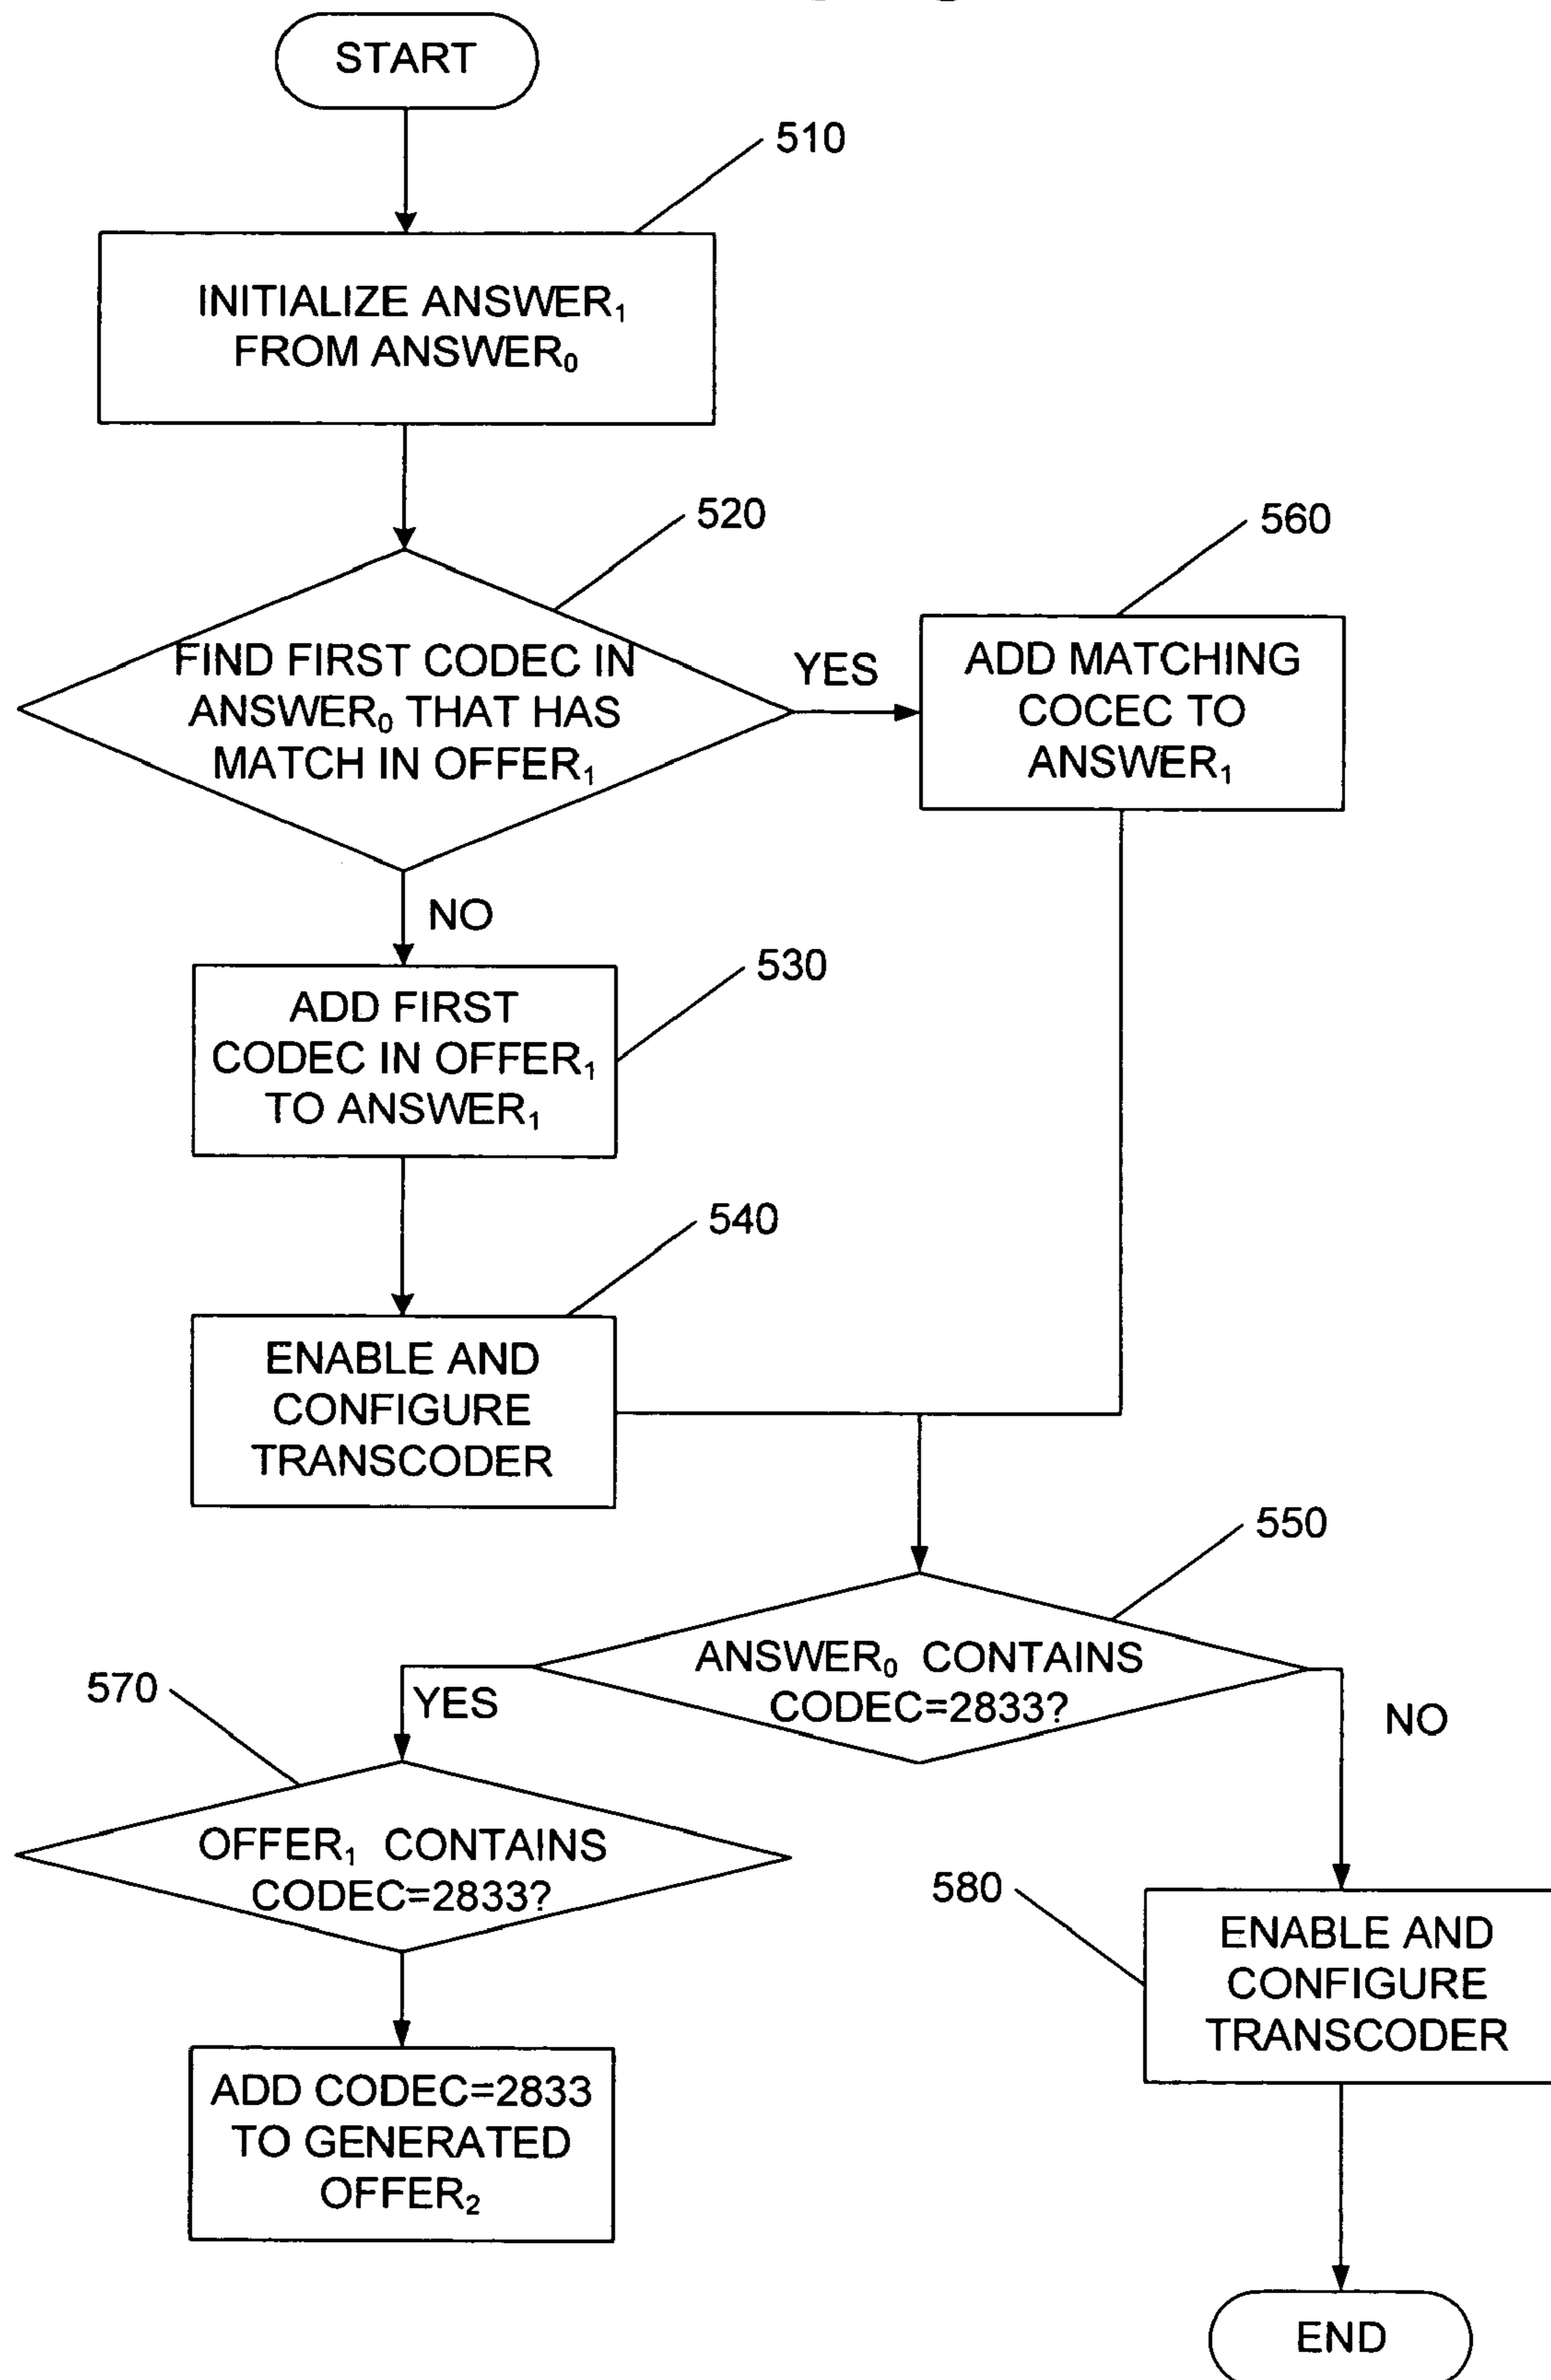 START
510
INITIALIZE ANSWER₁
FROM ANSWER₀
520
560
FIND FIRST CODEC IN
ANSWER₀ THAT HAS
MATCH IN OFFER₁
YES
ADD MATCHING
COCEC TO
ANSWER₁
NO
530
ADD FIRST
CODEC IN OFFER₁
TO ANSWER₁
540
ENABLE AND
CONFIGURE
TRANSCODER
550
ANSWER₀ CONTAINS
CODEC=2833?
570
YES
NO
OFFER₁ CONTAINS
CODEC=2833?
580
ENABLE AND
CONFIGURE
TRANSCODER
ADD CODEC=2833
TO GENERATED
OFFER₂
END